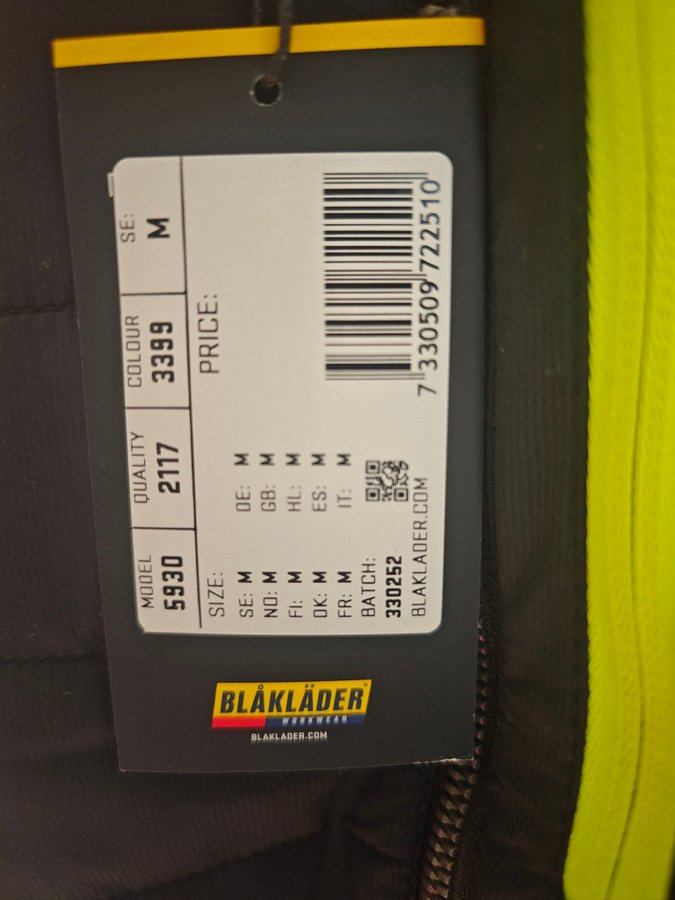 MODEL QUALITY COLOUR SE:
5930 2117 3399 M
SIZE: PRICE:
SE: M DE: M
NO: M GB: M
FI: M HL: M
DK: M ES: M
FR: M IT: M
BATCH:
330252
BLAKLADER.COM
7 330509 722510
BLÅKLÄDER®
WORKWEAR
BLAKLADER.COM